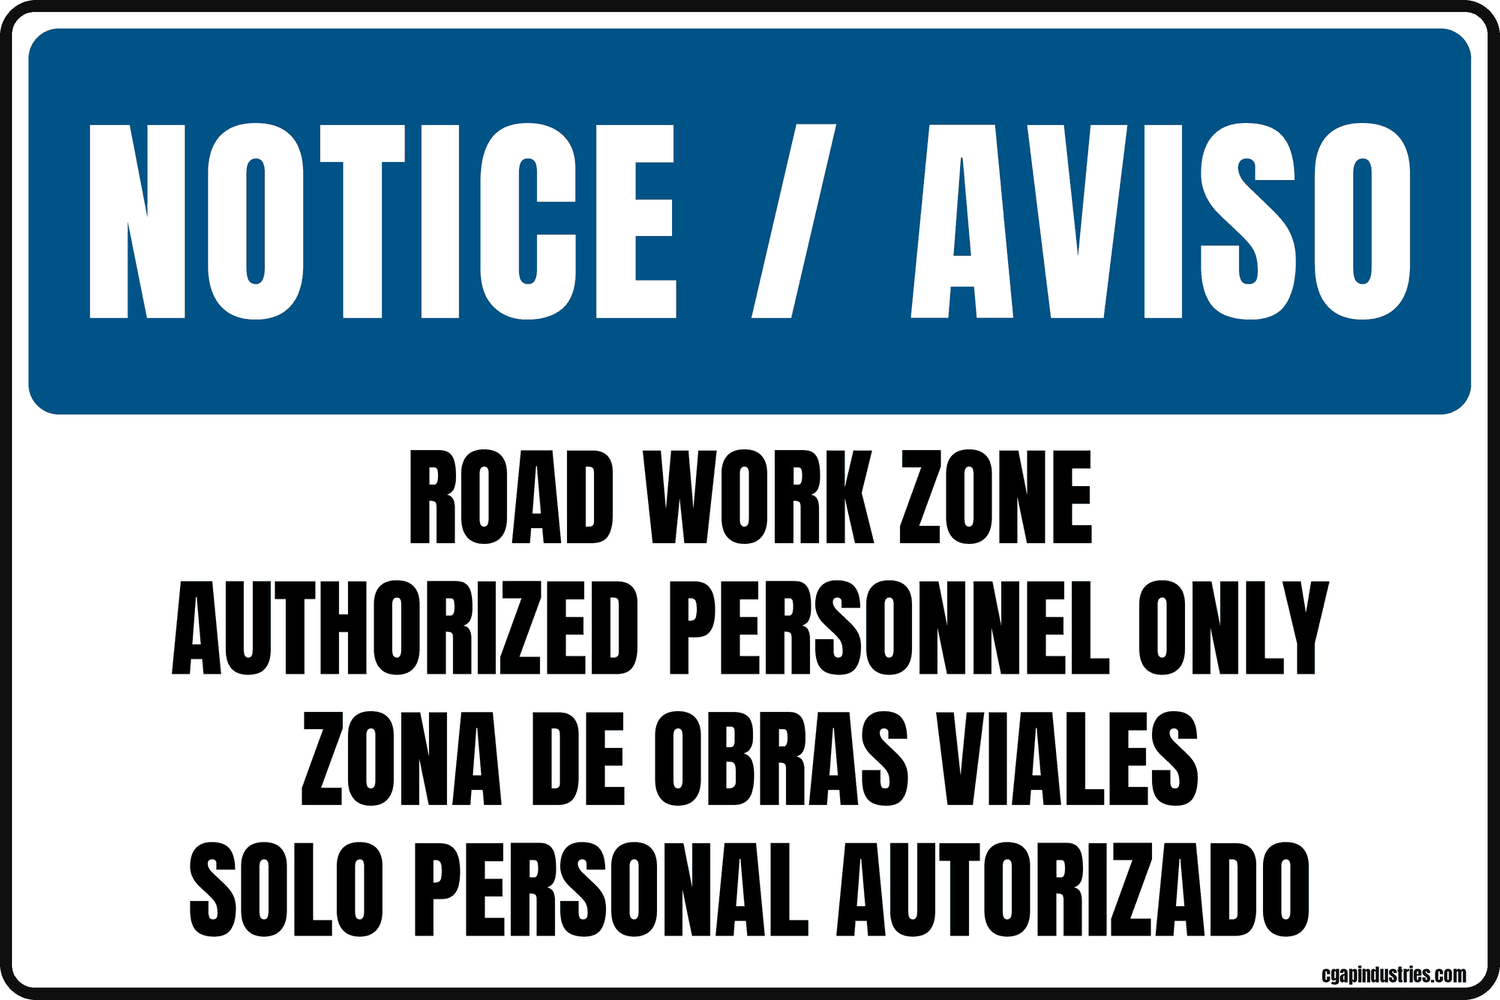 NOTICE / AVISO
ROAD WORK ZONE
AUTHORIZED PERSONNEL ONLY
ZONA DE OBRAS VIALES
SOLO PERSONAL AUTORIZADO
cgapindustries.com